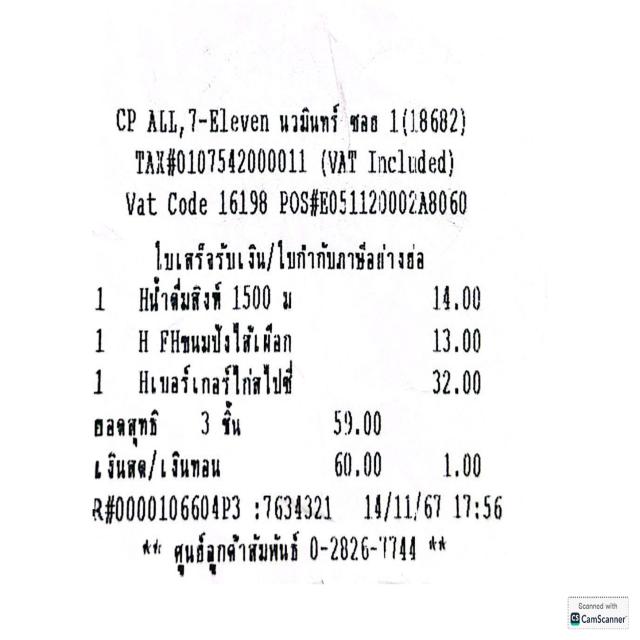 CP ALL,7-Eleven นวมินทร์ ซอย 1(18682)
TAX#0107542000011 (VAT Included)
Vat Code 16198 POS#E051120002A8060
ใบเสร็จรับเงิน/ใบกำกับภาษีอย่างย่อ
1 Hน้ำดื่มสิงห์ 1500 ม 14.00
1 H FHขนมปังไส้เผือก 13.00
1 Hเบอร์เกอร์ไก่สไปซี่ 32.00
ยอดสุทธิ 3 ชิ้น 59.00
เงินสด/เงินทอน 60.00 1.00
R#0000106604P3 :7634321 14/11/67 17:56
** ศูนย์ลูกค้าสัมพันธ์ 0-2826-7744 **
Scanned with
CS CamScanner